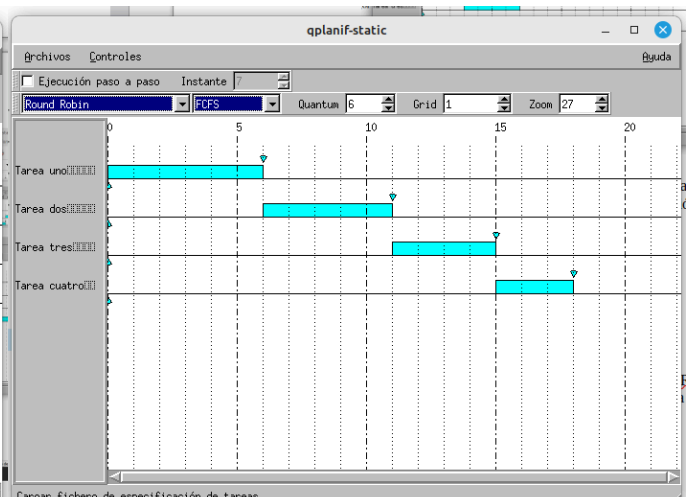 qplanif-static
Archivos Controles Ayuda
Ejecución paso a paso Instante 7
Round Robin FCFS Quantum 6 Grid 1 Zoom 27
0 5 10 15 20
Tarea uno
Tarea dos
Tarea tres
Tarea cuatro
Cargar fichero de especificación de tareas